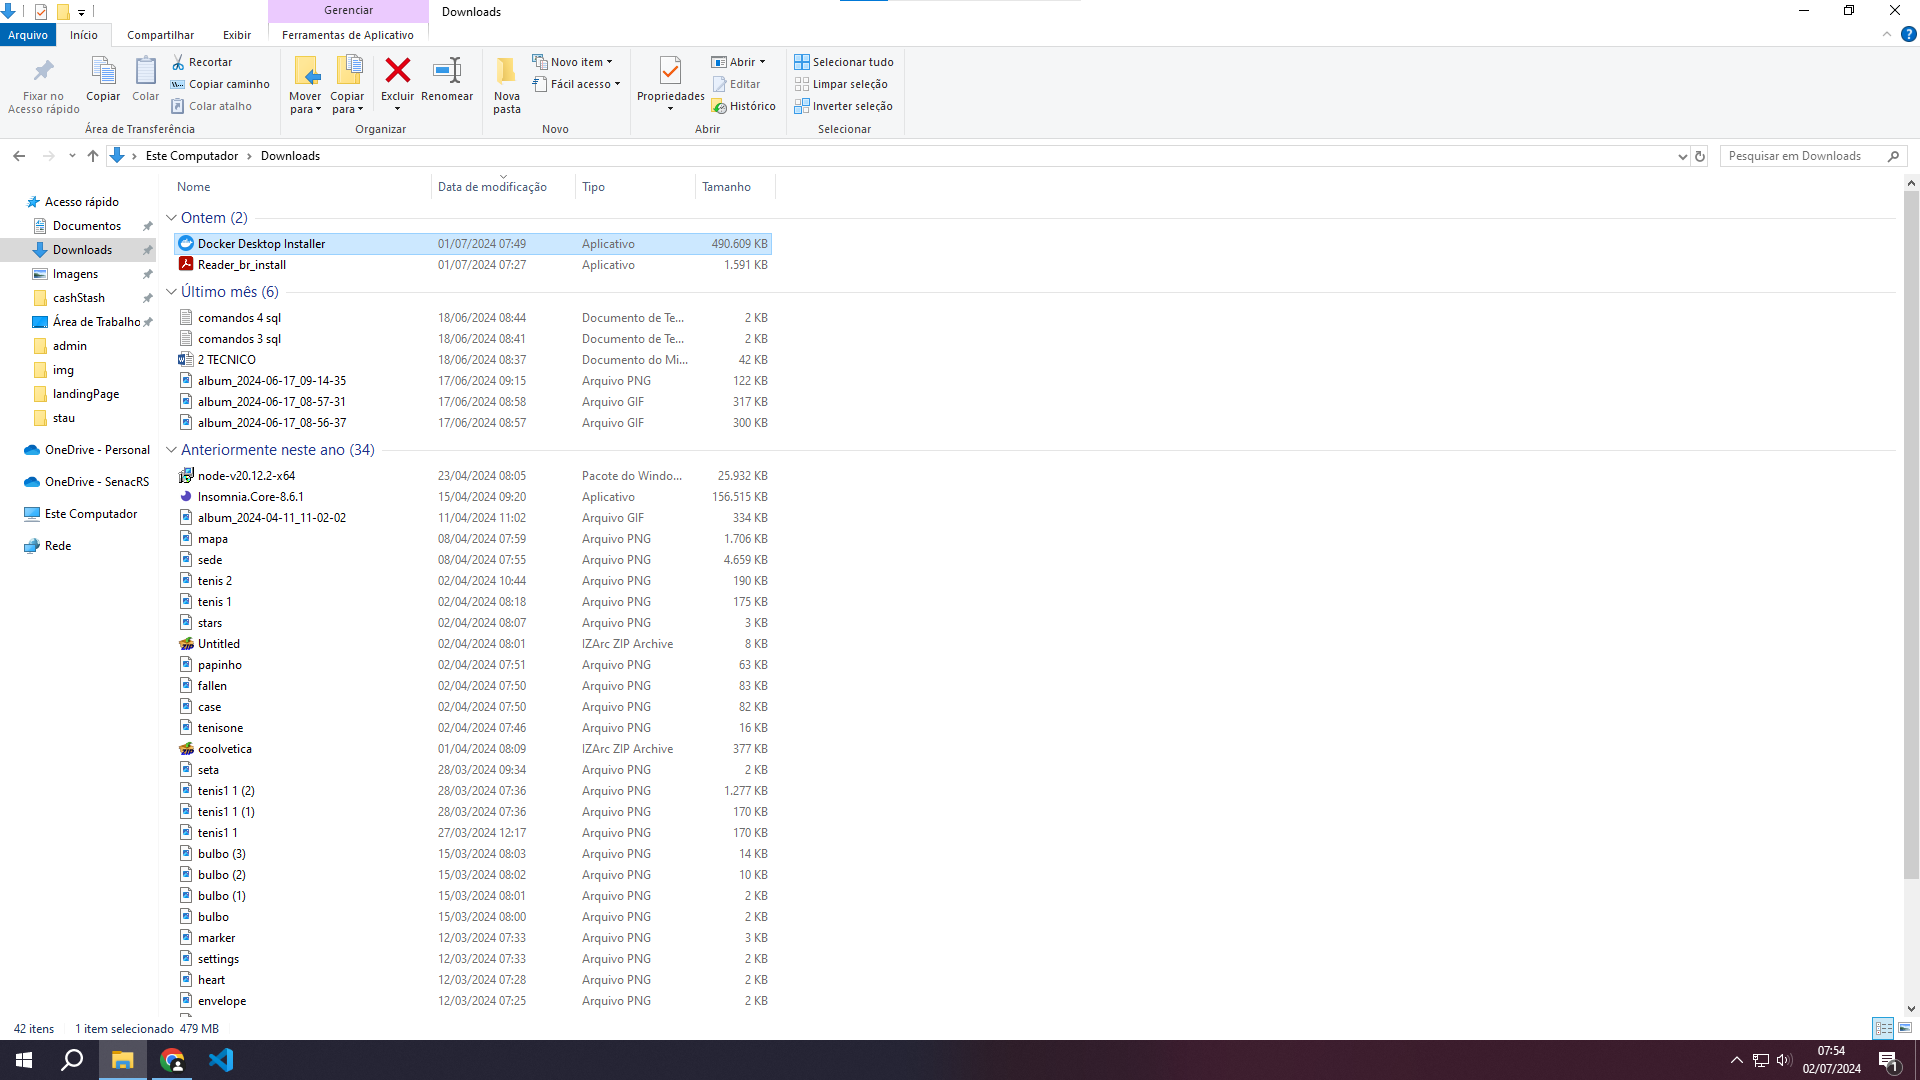 Gerenciar
Downloads
Arquivo
Início
Compartilhar
Exibir
Ferramentas de Aplicativo
Fixar no
Acesso rápido
Copiar
Colar
Recortar
Copiar caminho
Colar atalho
Área de Transferência
Mover
para
Copiar
para
Excluir
Renomear
Organizar
Nova
pasta
Novo item
Fácil acesso
Novo
Propriedades
Abrir
Editar
Histórico
Abrir
Selecionar tudo
Limpar seleção
Inverter seleção
Selecionar
Este Computador
Downloads
Pesquisar em Downloads
Acesso rápido
Documentos
Downloads
Imagens
cashStash
Área de Trabalho
admin
img
landingPage
stau
OneDrive - Personal
OneDrive - SenacRS
Este Computador
Rede
Nome Data de modificação Tipo Tamanho
Ontem (2)
Docker Desktop Installer 01/07/2024 07:49 Aplicativo 490.609 KB
Reader_br_install 01/07/2024 07:27 Aplicativo 1.591 KB
Último mês (6)
comandos 4 sql 18/06/2024 08:44 Documento de Te... 2 KB
comandos 3 sql 18/06/2024 08:41 Documento de Te... 2 KB
2 TECNICO 18/06/2024 08:37 Documento do Mi... 42 KB
album_2024-06-17_09-14-35 17/06/2024 09:15 Arquivo PNG 122 KB
album_2024-06-17_08-57-31 17/06/2024 08:58 Arquivo GIF 317 KB
album_2024-06-17_08-56-37 17/06/2024 08:57 Arquivo GIF 300 KB
Anteriormente neste ano (34)
node-v20.12.2-x64 23/04/2024 08:05 Pacote do Windo... 25.932 KB
Insomnia.Core-8.6.1 15/04/2024 09:20 Aplicativo 156.515 KB
album_2024-04-11_11-02-02 11/04/2024 11:02 Arquivo GIF 334 KB
mapa 08/04/2024 07:59 Arquivo PNG 1.706 KB
sede 08/04/2024 07:55 Arquivo PNG 4.659 KB
tenis 2 02/04/2024 10:44 Arquivo PNG 190 KB
tenis 1 02/04/2024 08:18 Arquivo PNG 175 KB
stars 02/04/2024 08:07 Arquivo PNG 3 KB
Untitled 02/04/2024 08:01 IZArc ZIP Archive 8 KB
papinho 02/04/2024 07:51 Arquivo PNG 63 KB
fallen 02/04/2024 07:50 Arquivo PNG 83 KB
case 02/04/2024 07:50 Arquivo PNG 82 KB
tenisone 02/04/2024 07:46 Arquivo PNG 16 KB
coolvetica 01/04/2024 08:09 IZArc ZIP Archive 377 KB
seta 28/03/2024 09:34 Arquivo PNG 2 KB
tenis1 1 (2) 28/03/2024 07:36 Arquivo PNG 1.277 KB
tenis1 1 (1) 28/03/2024 07:36 Arquivo PNG 170 KB
tenis1 1 27/03/2024 12:17 Arquivo PNG 170 KB
bulbo (3) 15/03/2024 08:03 Arquivo PNG 14 KB
bulbo (2) 15/03/2024 08:02 Arquivo PNG 10 KB
bulbo (1) 15/03/2024 08:01 Arquivo PNG 2 KB
bulbo 15/03/2024 08:00 Arquivo PNG 2 KB
marker 12/03/2024 07:33 Arquivo PNG 3 KB
settings 12/03/2024 07:33 Arquivo PNG 2 KB
heart 12/03/2024 07:28 Arquivo PNG 2 KB
envelope 12/03/2024 07:25 Arquivo PNG 2 KB
42 itens 1 item selecionado 479 MB
07:54
02/07/2024
1